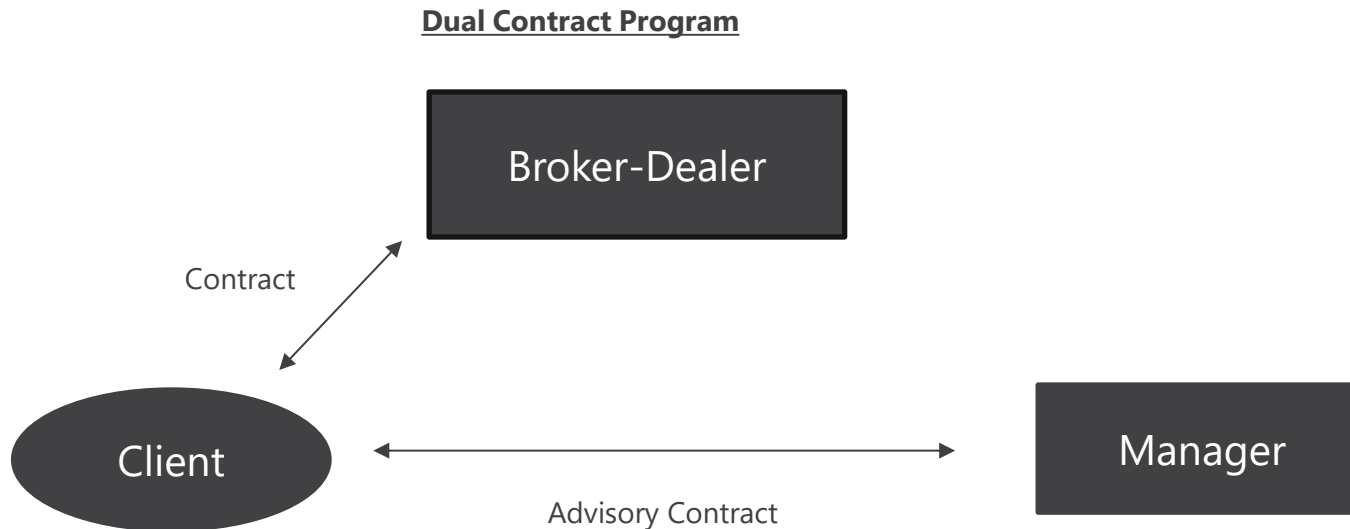 Dual Contract Program
Broker-Dealer
Contract
Client
Manager
Advisory Contract